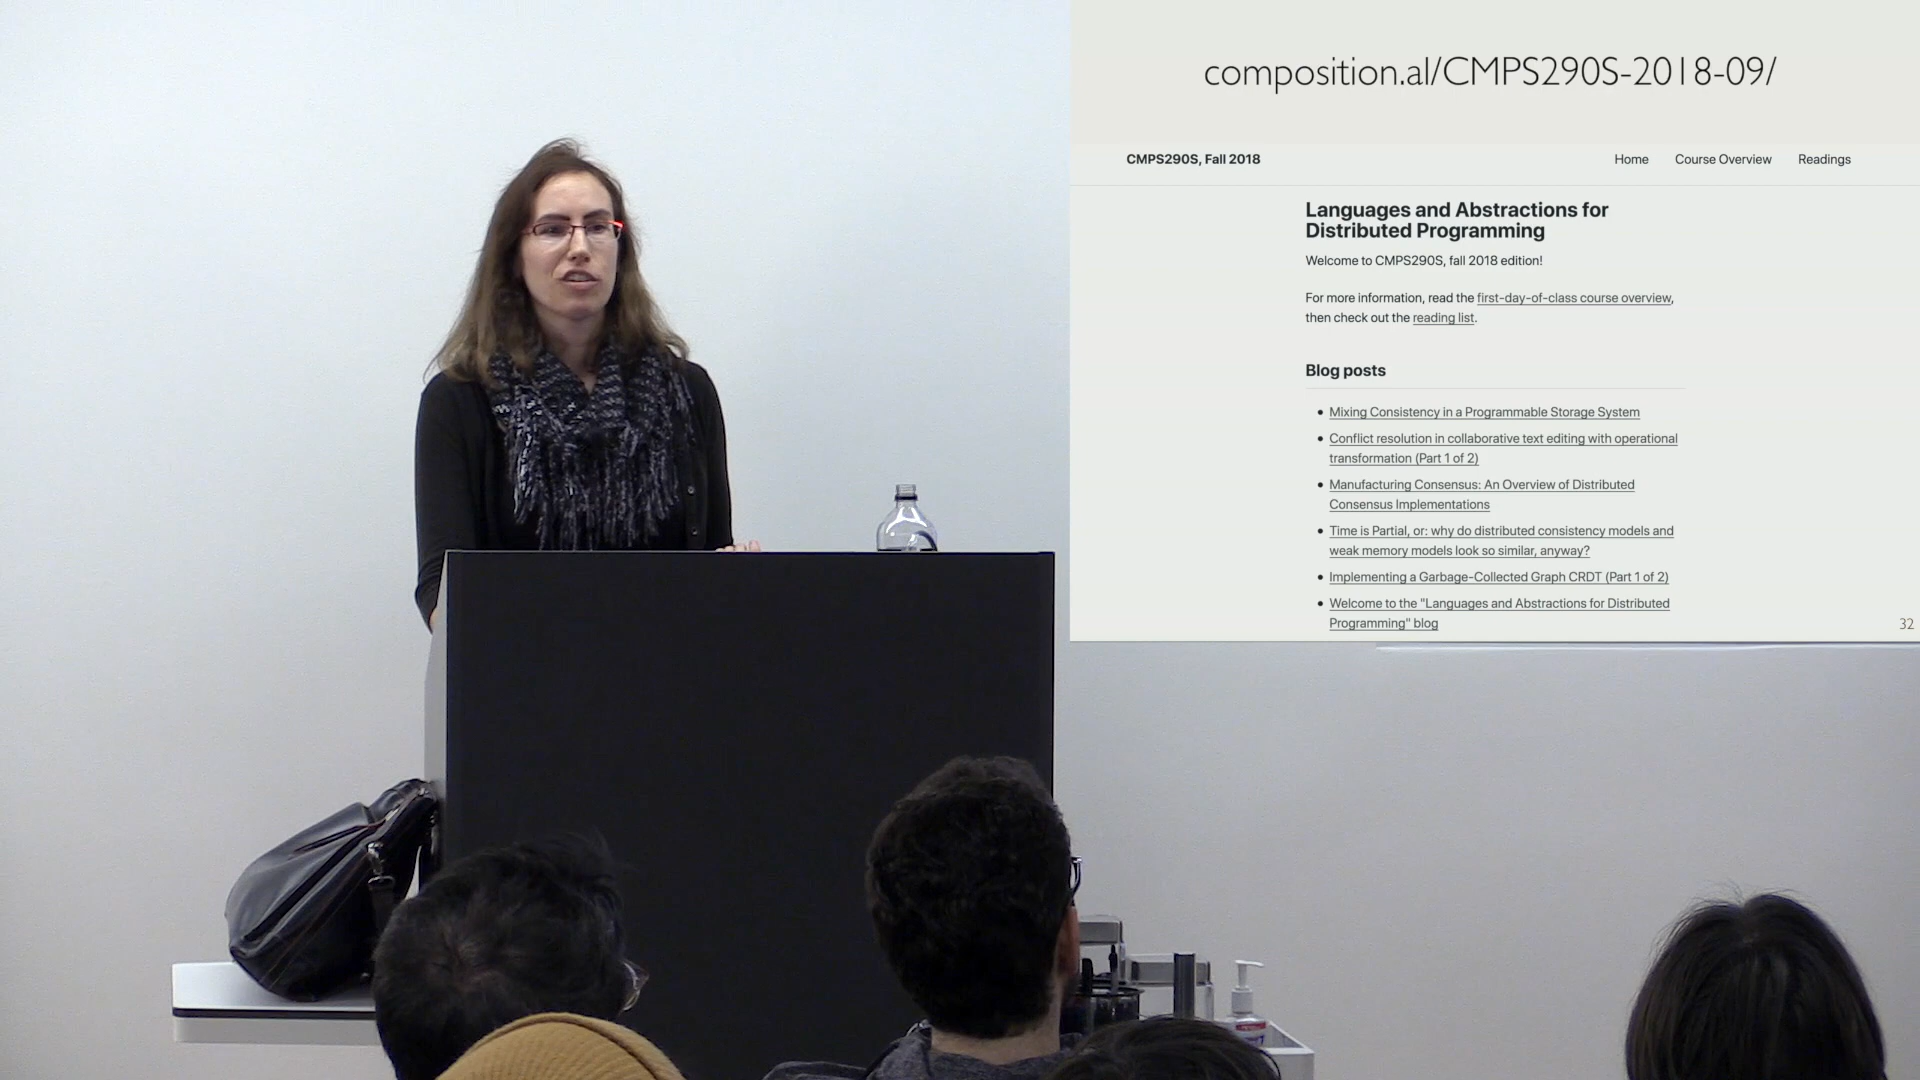 composition.al/CMPS290S-2018-09/
CMPS290S, Fall 2018 Home Course Overview Readings
Languages and Abstractions for
Distributed Programming
Welcome to CMPS290S, fall 2018 edition!
For more information, read the first-day-of-class course overview,
then check out the reading list.
Blog posts
• Mixing Consistency in a Programmable Storage System
• Conflict resolution in collaborative text editing with operational
transformation (Part 1 of 2)
• Manufacturing Consensus: An Overview of Distributed
Consensus Implementations
• Time is Partial, or: why do distributed consistency models and
weak memory models look so similar, anyway?
• Implementing a Garbage-Collected Graph CRDT (Part 1 of 2)
• Welcome to the "Languages and Abstractions for Distributed
Programming" blog
32